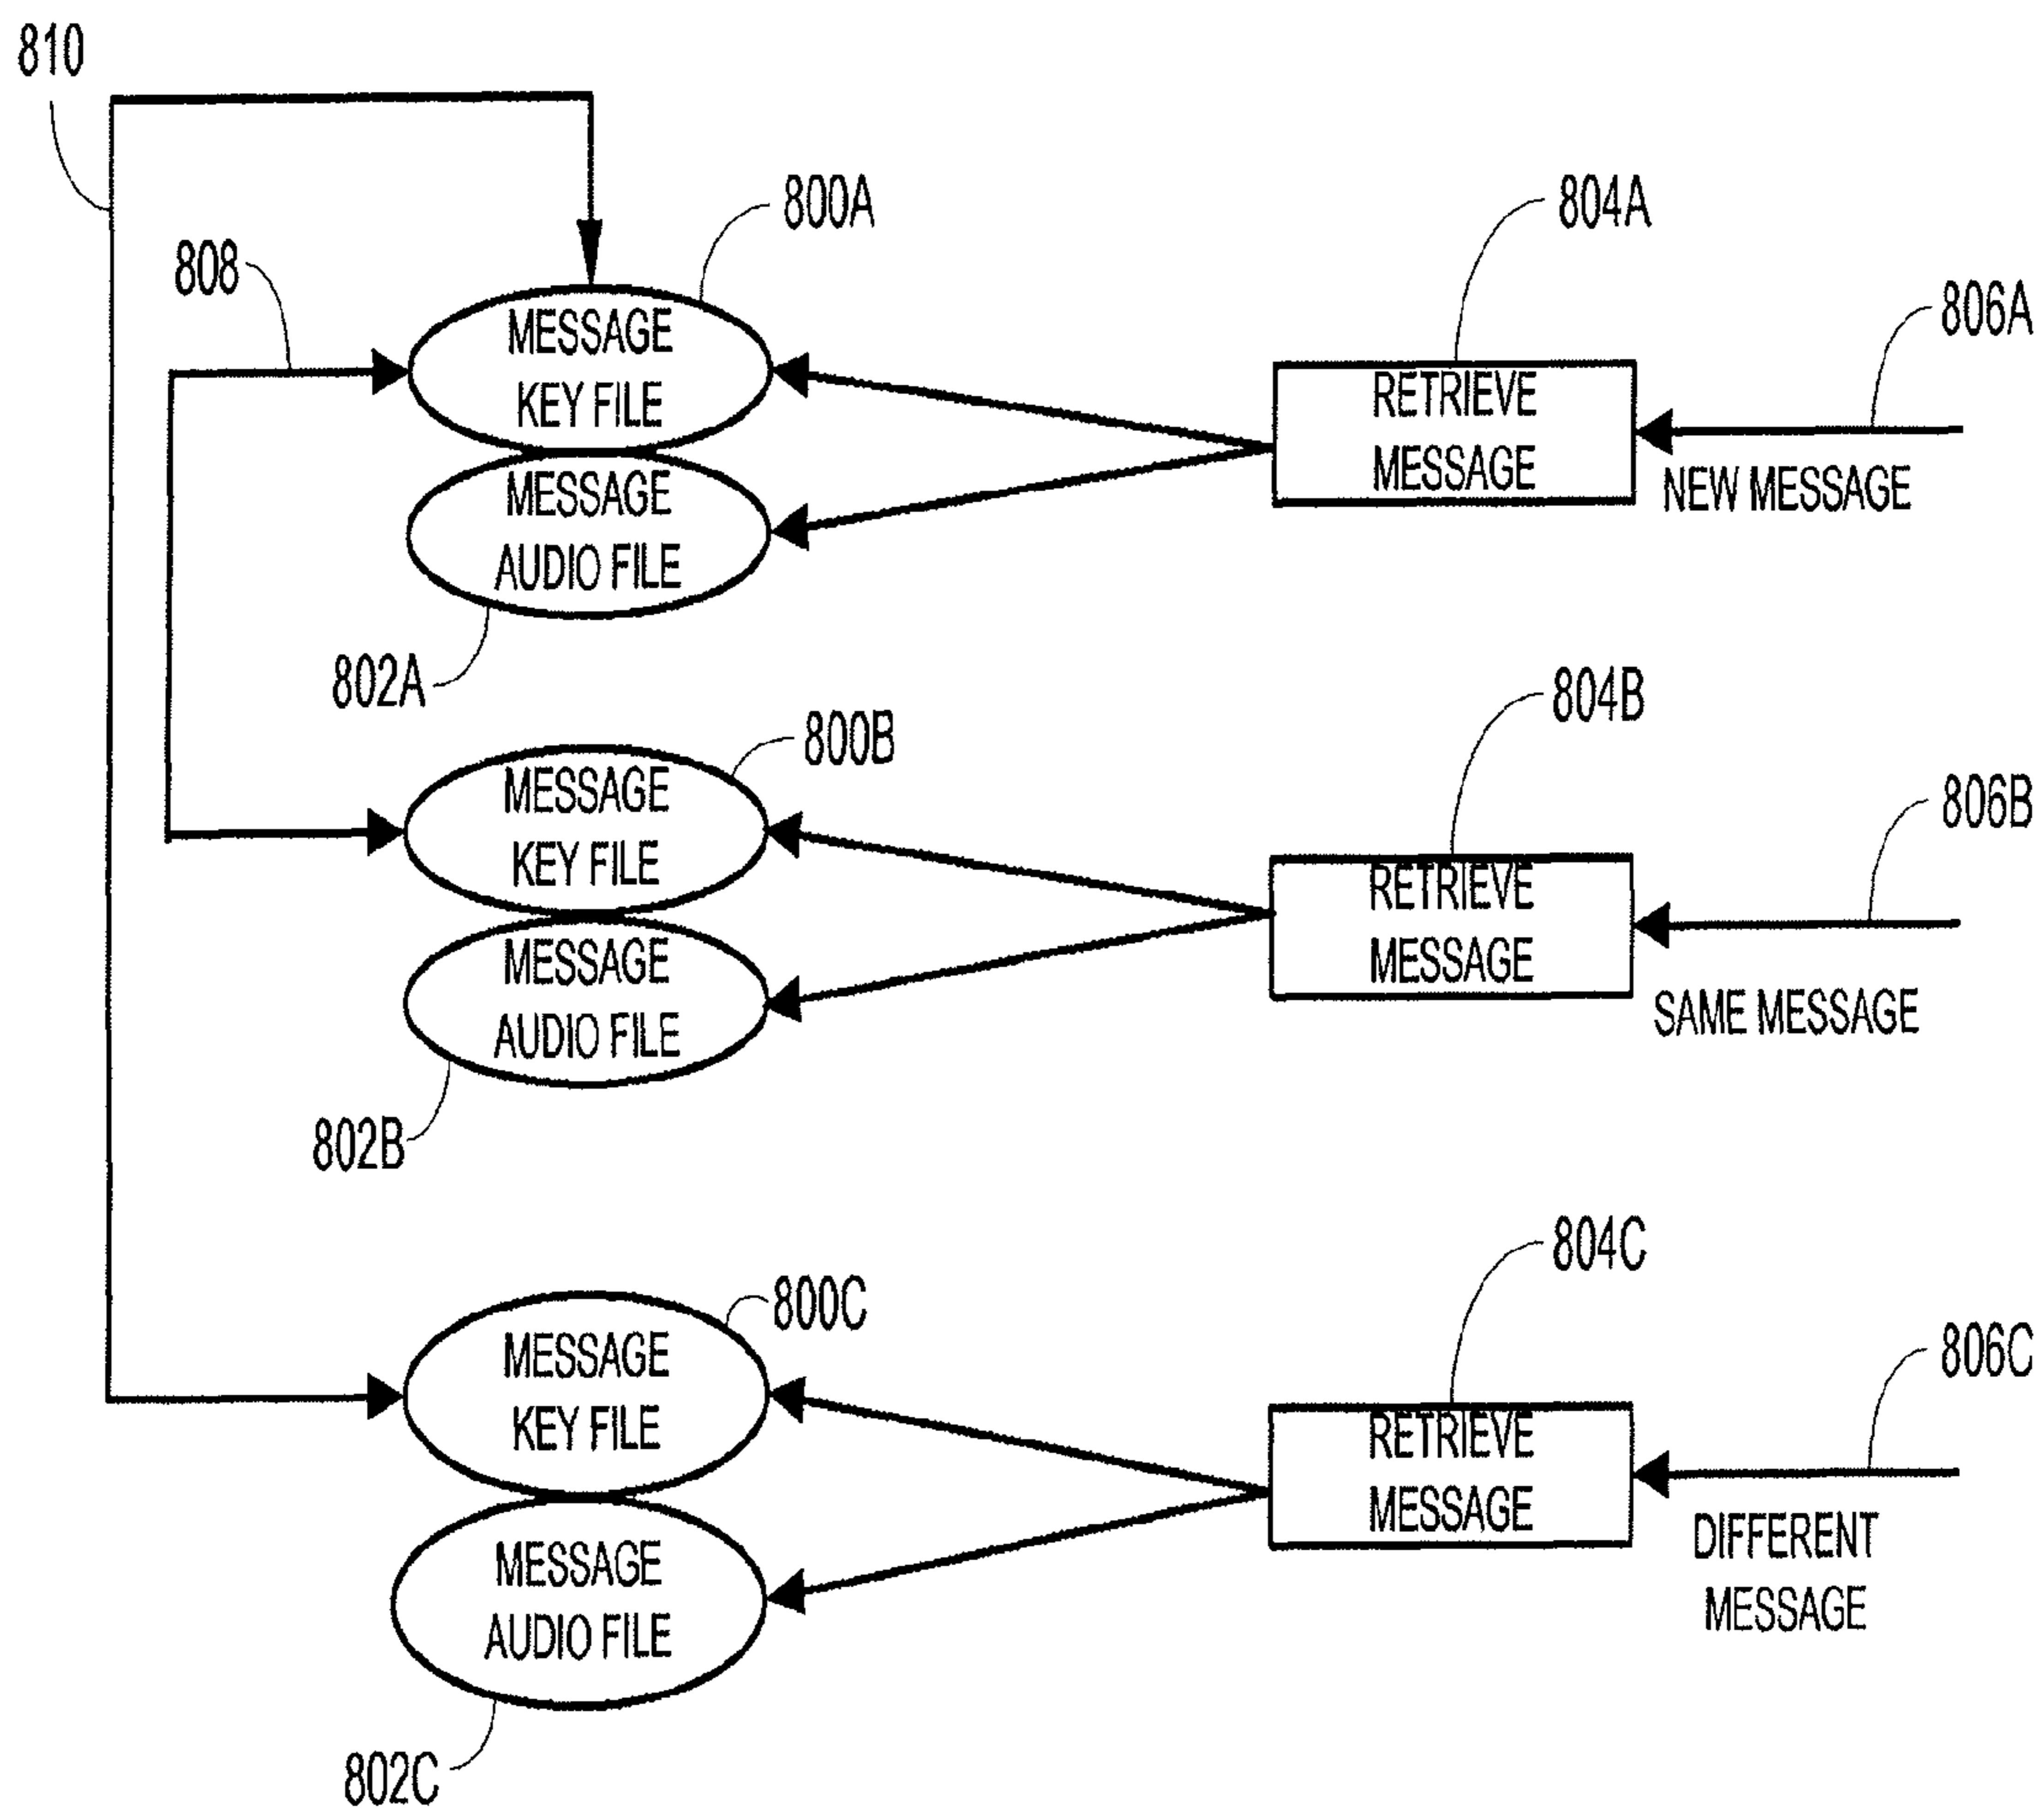 810
800A
804A
808
806A
MESSAGE
KEY FILE
RETRIEVE
MESSAGE
NEW MESSAGE
MESSAGE
AUDIO FILE
802A
804B
800B
806B
MESSAGE
KEY FILE
RETRIEVE
MESSAGE
SAME MESSAGE
MESSAGE
AUDIO FILE
802B
804C
800C
806C
MESSAGE
KEY FILE
RETRIEVE
MESSAGE
DIFFERENT
MESSAGE
MESSAGE
AUDIO FILE
802C